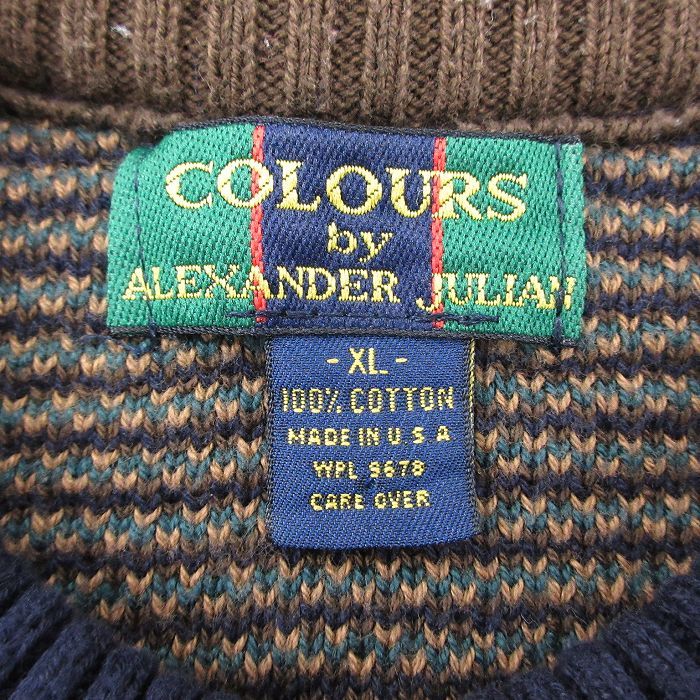 COLOURS
by
ALEXANDER JULIAN
- XL -
100% COTTON
MADE IN U S A
WPL 9678
CARE OVER